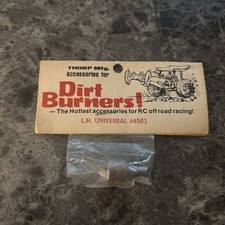 THORP Mfg.
accessories for
Dirt
Burners!
— The Hottest accessories for RC off road racing!
L.H. UNIVERSAL #4501